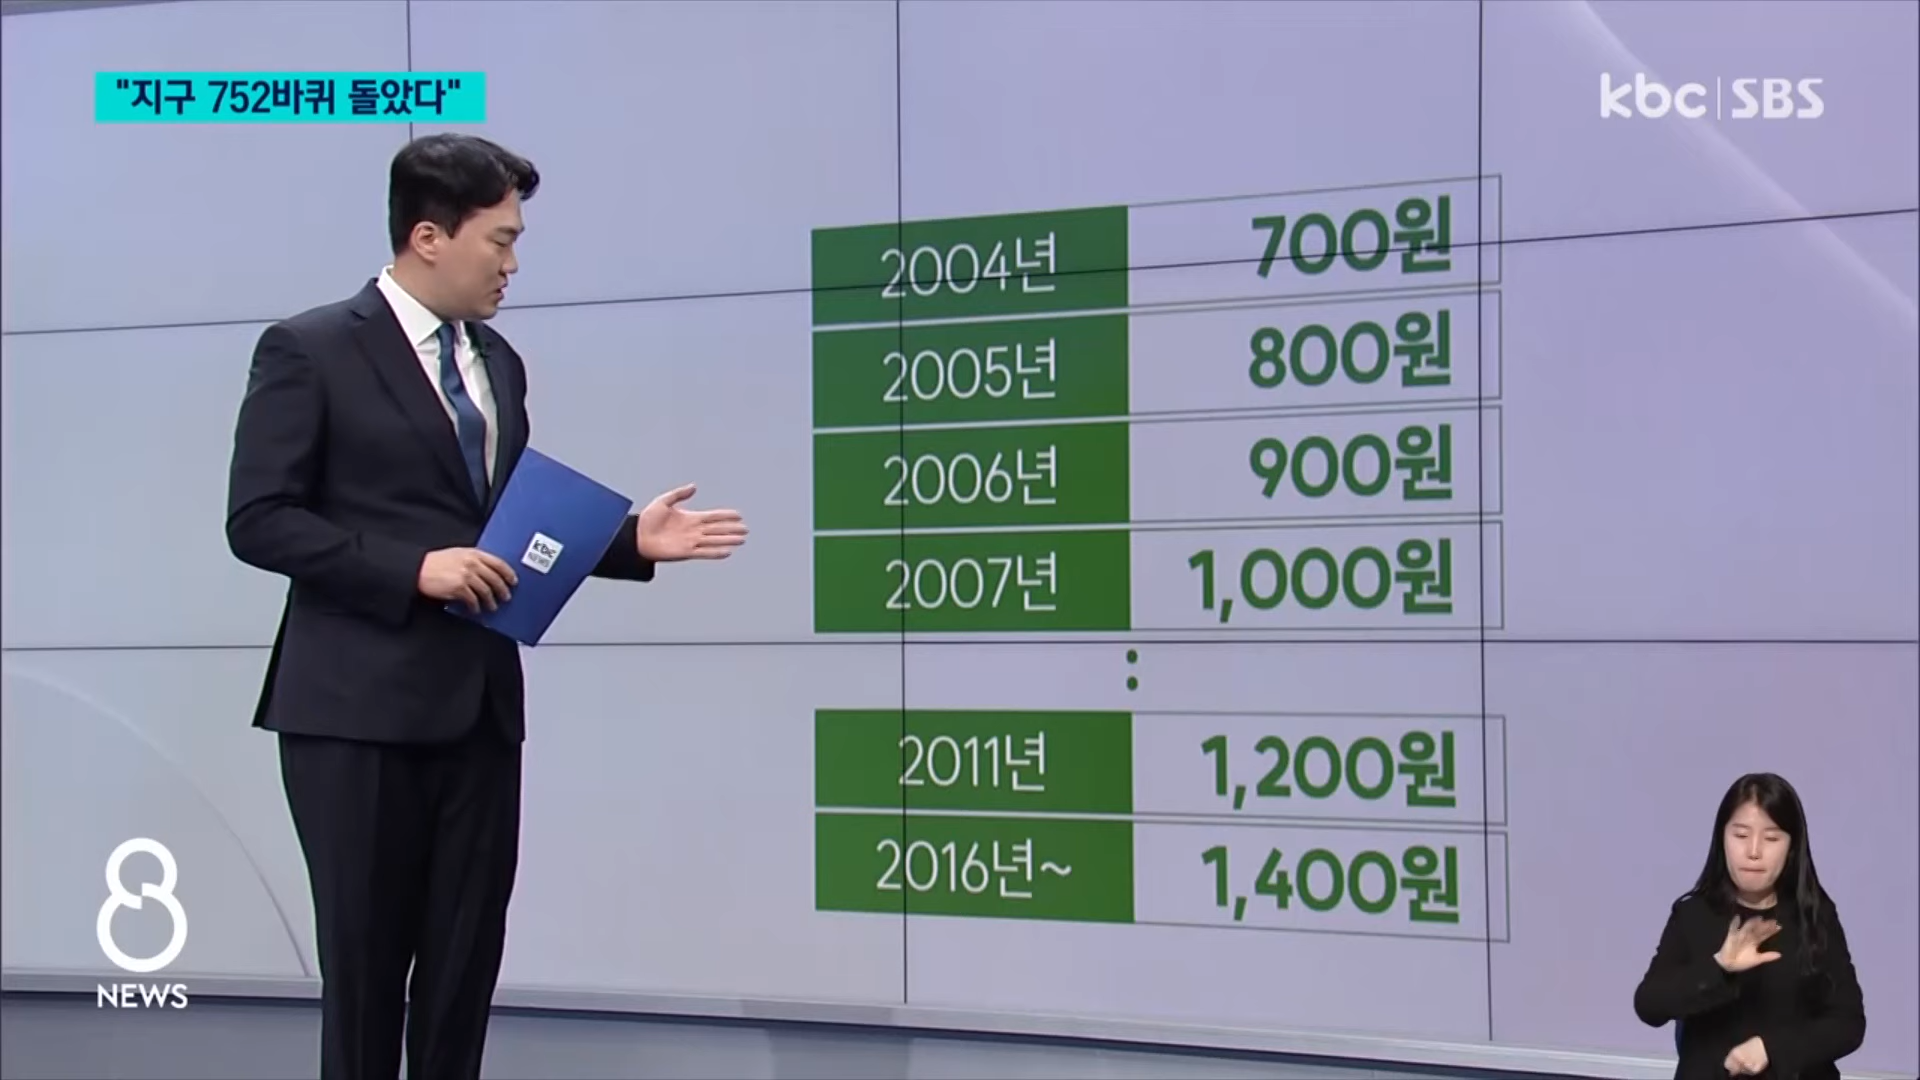 "지구 752바퀴 돌았다"
kbc SBS
2004년 700원
2005년 800원
2006년 900원
2007년 1,000원
:
2011년 1,200원
2016년~ 1,400원
kbc
NEWS
8
NEWS